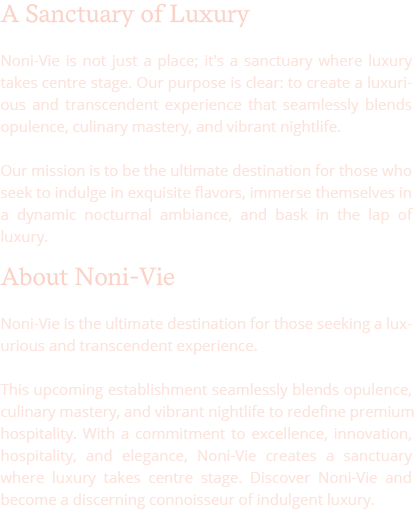 A Sanctuary of Luxury
Noni-Vie is not just a place; it's a sanctuary where luxury
takes centre stage. Our purpose is clear: to create a luxuri-
ous and transcendent experience that seamlessly blends
opulence, culinary mastery, and vibrant nightlife.
Our mission is to be the ultimate destination for those who
seek to indulge in exquisite flavors, immerse themselves in
a dynamic nocturnal ambiance, and bask in the lap of
luxury.
About Noni-Vie
Noni-Vie is the ultimate destination for those seeking a lux-
urious and transcendent experience.
This upcoming establishment seamlessly blends opulence,
culinary mastery, and vibrant nightlife to redefine premium
hospitality. With a commitment to excellence, innovation,
hospitality, and elegance, Noni-Vie creates a sanctuary
where luxury takes centre stage. Discover Noni-Vie and
become a discerning connoisseur of indulgent luxury.